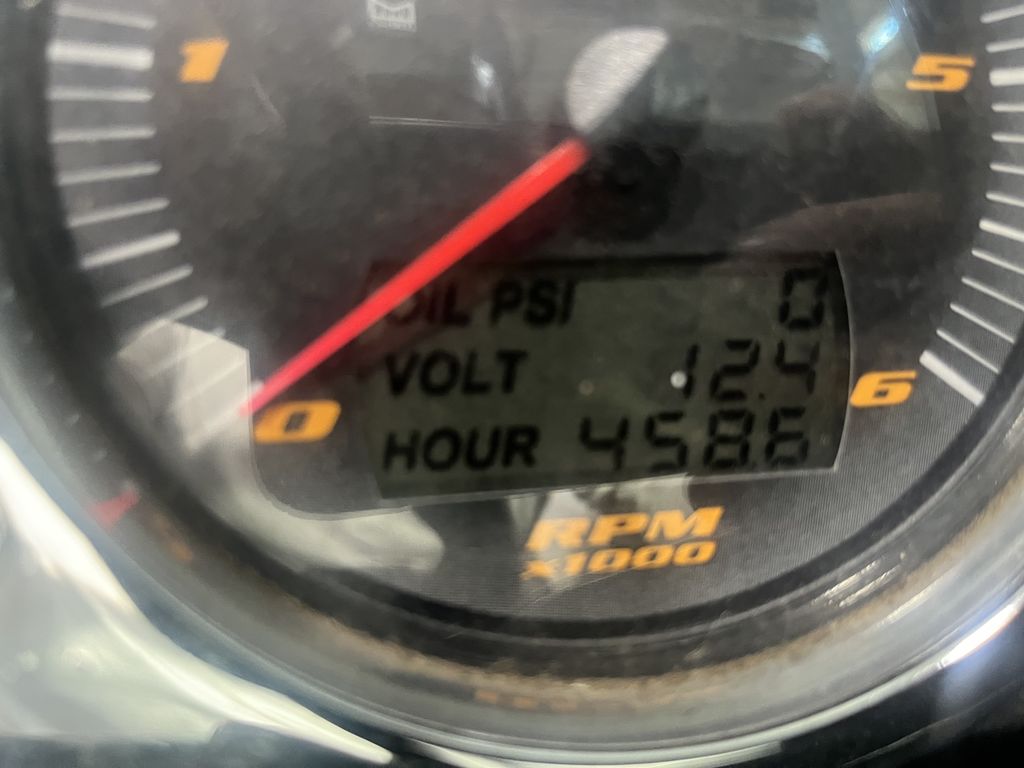 1
5
OIL PSI 0
VOLT 12.4
HOUR 458.6
0
6
RPM
x1000